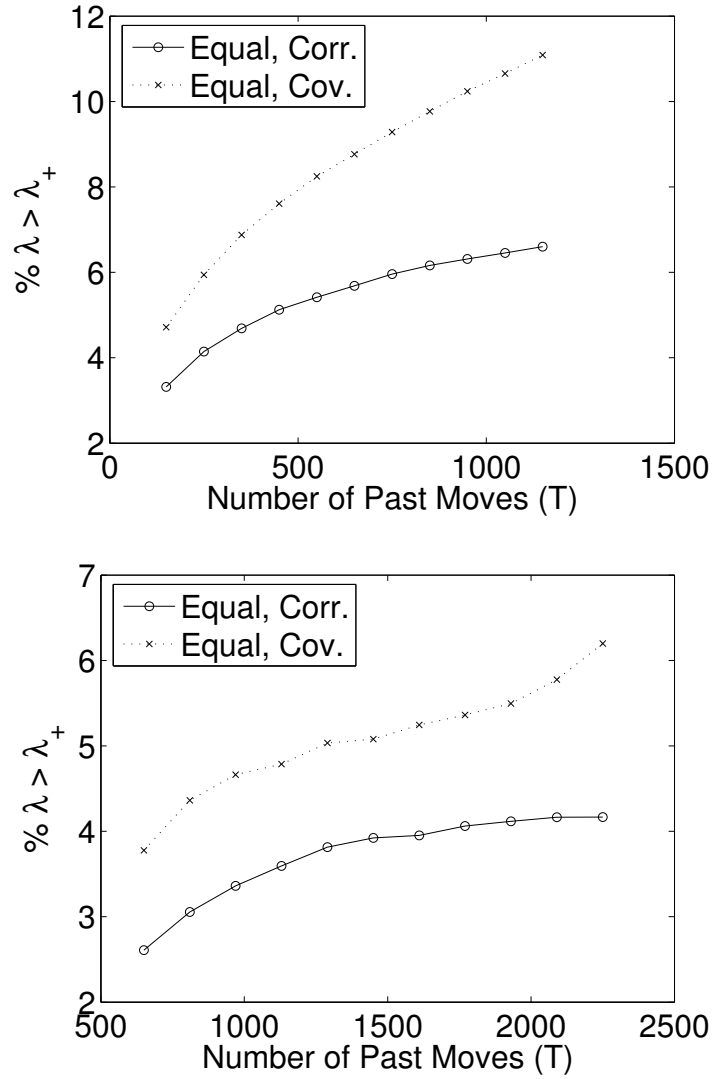 12
10
8
6
4
2
% λ > λ+
Equal, Corr.
Equal, Cov.
0 500 1000 1500
Number of Past Moves (T)
7
6
5
4
3
2
% λ > λ+
Equal, Corr.
Equal, Cov.
500 1000 1500 2000 2500
Number of Past Moves (T)